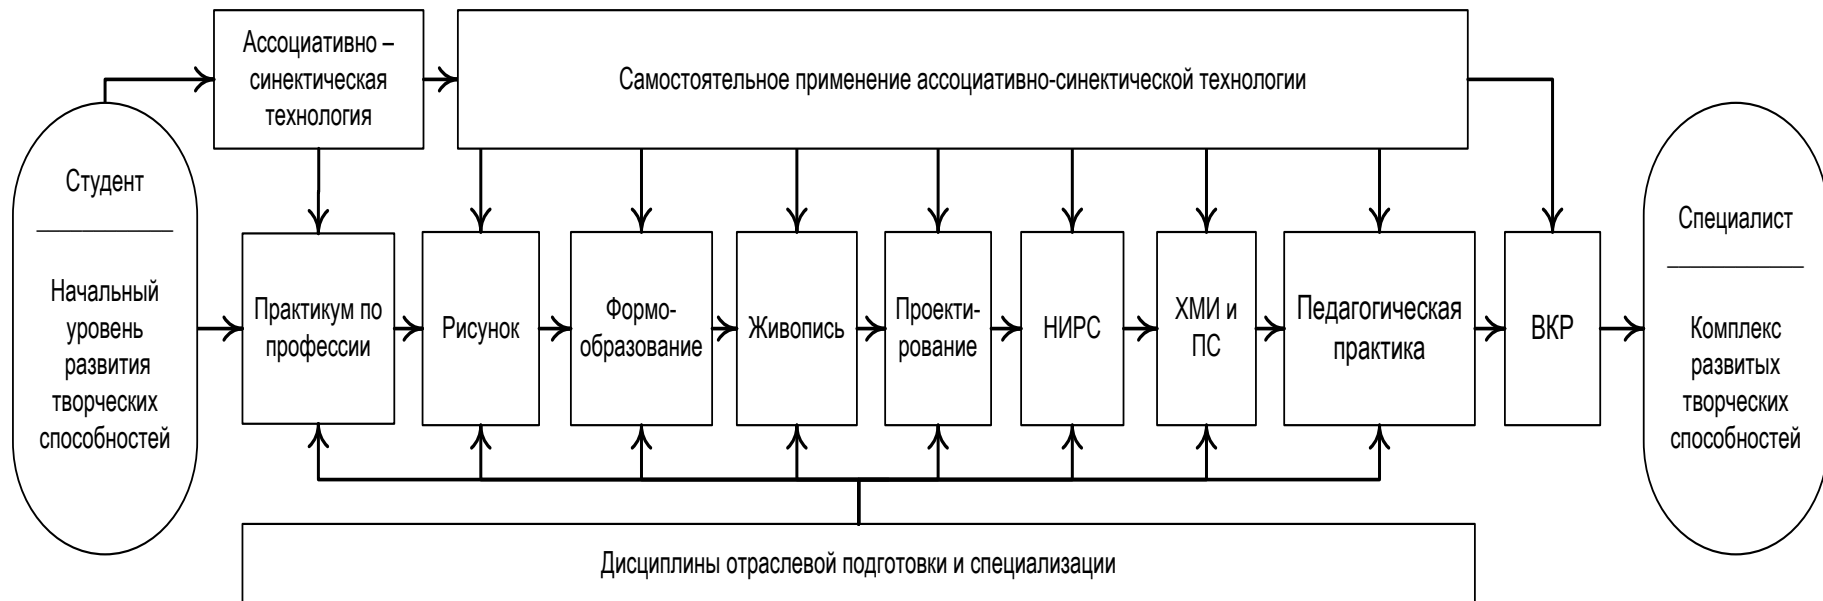 Ассоциативно –
синектическая
технология
Самостоятельное применение ассоциативно-синектической технологии
Студент
Начальный
уровень
развития
творческих
способностей
Практикум по
профессии
Рисунок
Формо-
образование
Живопись
Проекти-
рование
НИРС
ХМИ и
ПС
Педагогическая
практика
ВКР
Специалист
Комплекс
развитых
творческих
способностей
Дисциплины отраслевой подготовки и специализации